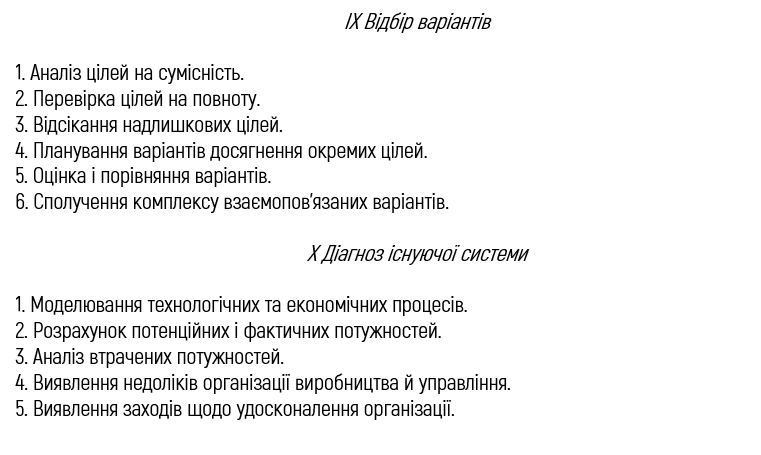 IX Відбір варіантів
1. Аналіз цілей на сумісність.
2. Перевірка цілей на повноту.
3. Відсікання надлишкових цілей.
4. Планування варіантів досягнення окремих цілей.
5. Оцінка і порівняння варіантів.
6. Сполучення комплексу взаємопов'язаних варіантів.
X Діагноз існуючої системи
1. Моделювання технологічних та економічних процесів.
2. Розрахунок потенційних і фактичних потужностей.
3. Аналіз втрачених потужностей.
4. Виявлення недоліків організації виробництва й управління.
5. Виявлення заходів щодо удосконалення організації.